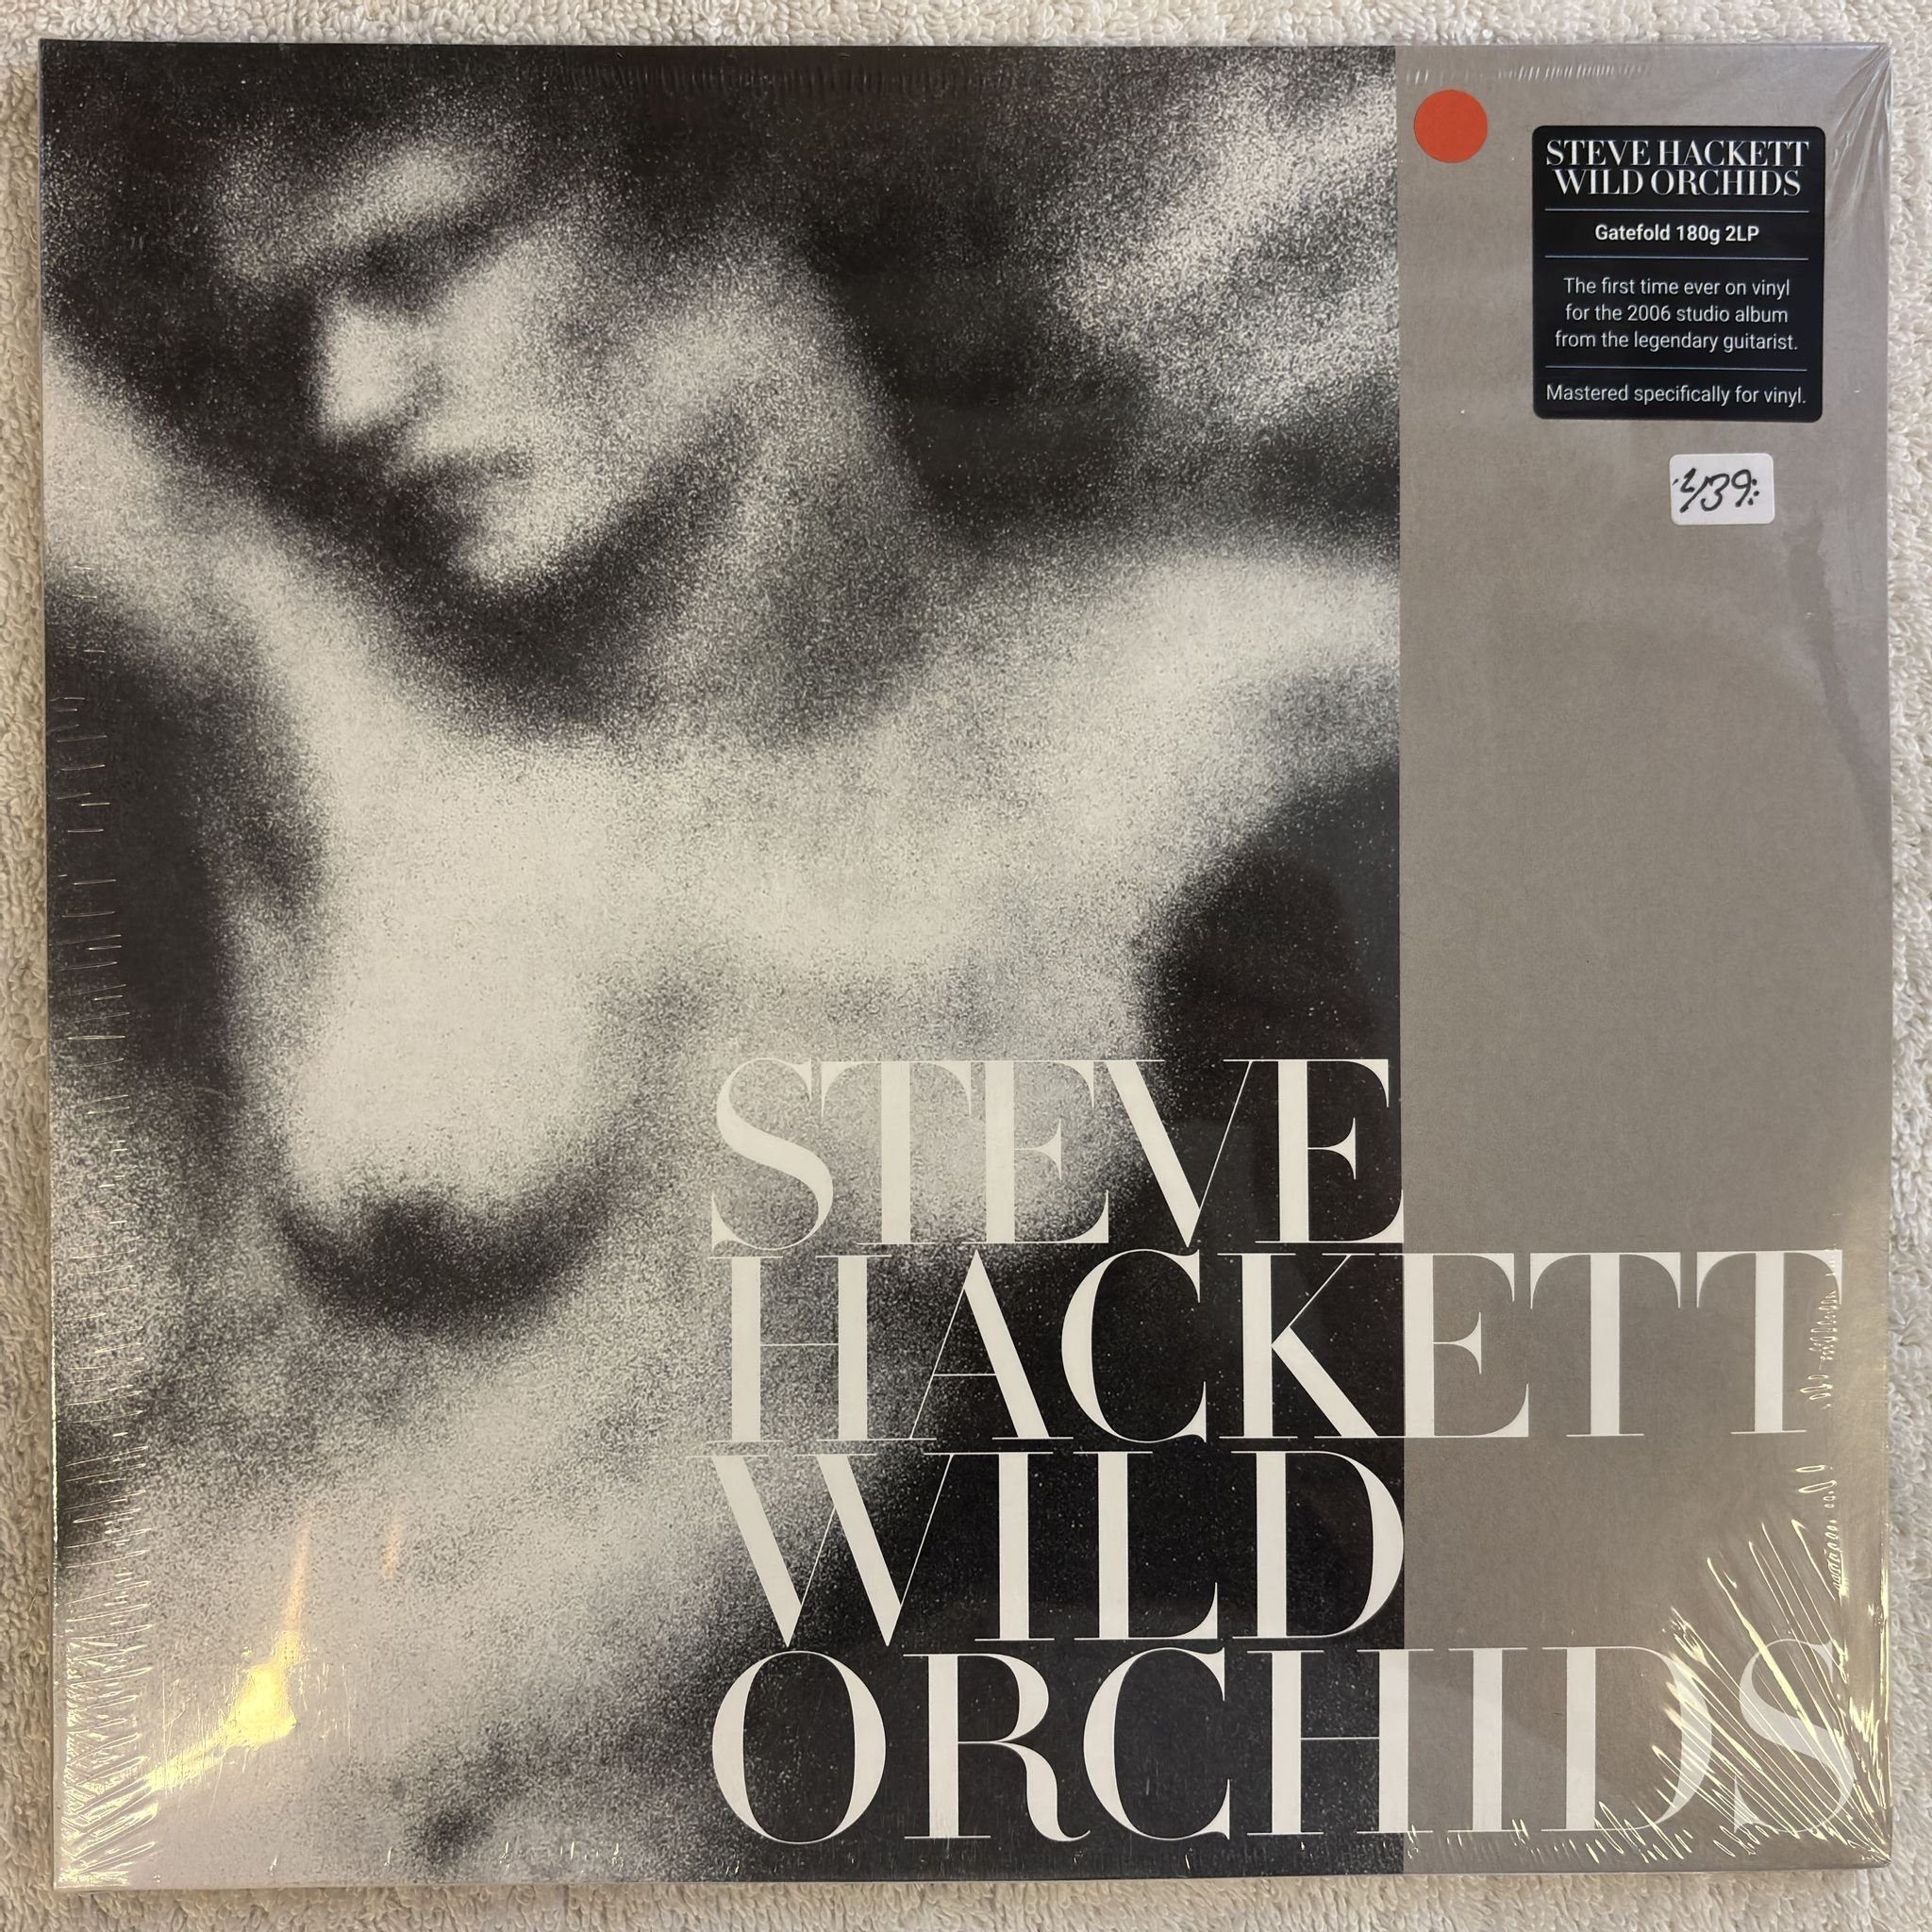 STEVE HACKETT
WILD ORCHIDS
Gatefold 180g 2LP
The first time ever on vinyl
for the 2006 studio album
from the legendary guitarist.
Mastered specifically for vinyl.
STEVE
HACKETT
WILD
ORCHIDS